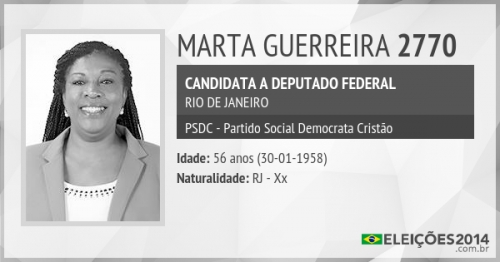 MARTA GUERREIRA 2770
CANDIDATA A DEPUTADO FEDERAL
RIO DE JANEIRO
PSDC - Partido Social Democrata Cristão
Idade: 56 anos (30-01-1958)
Naturalidade: RJ - Xx
ELEIÇÕES2014
.com.br